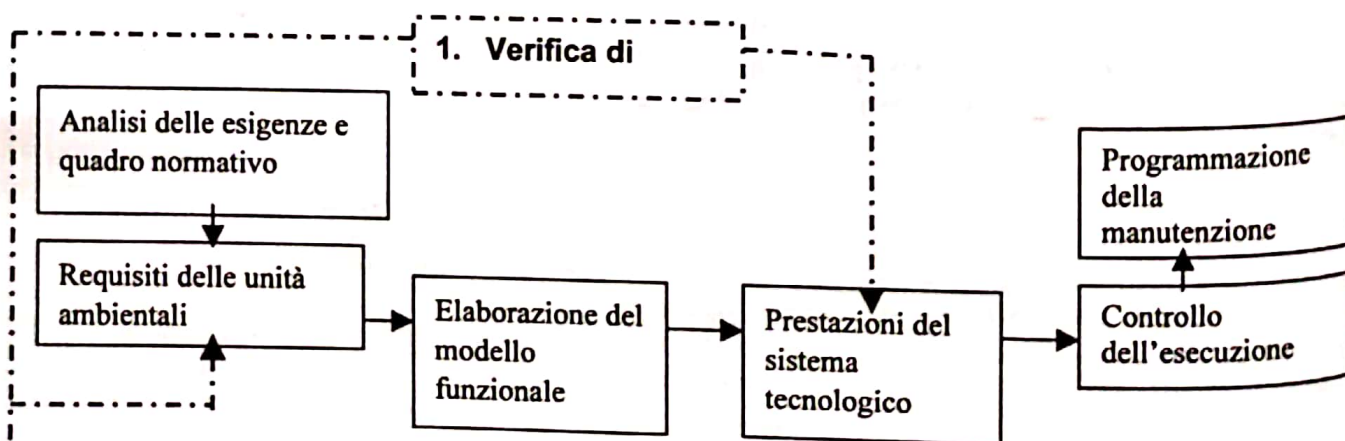 1. Verifica di
Analisi delle esigenze e
quadro normativo
Requisiti delle unità
ambientali
Elaborazione del
modello
funzionale
Prestazioni del
sistema
tecnologico
Programmazione
della
manutenzione
Controllo
dell'esecuzione